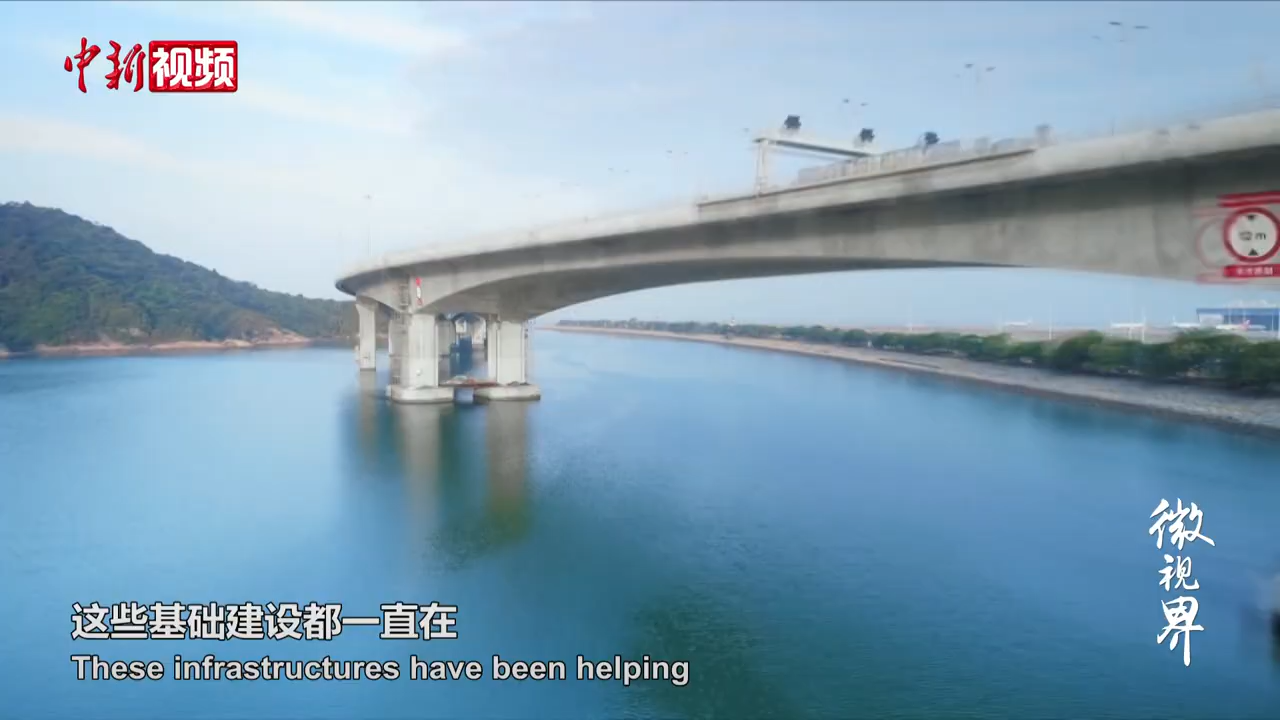 中新视频
12 m
微视界
这些基础建设都一直在
These infrastructures have been helping